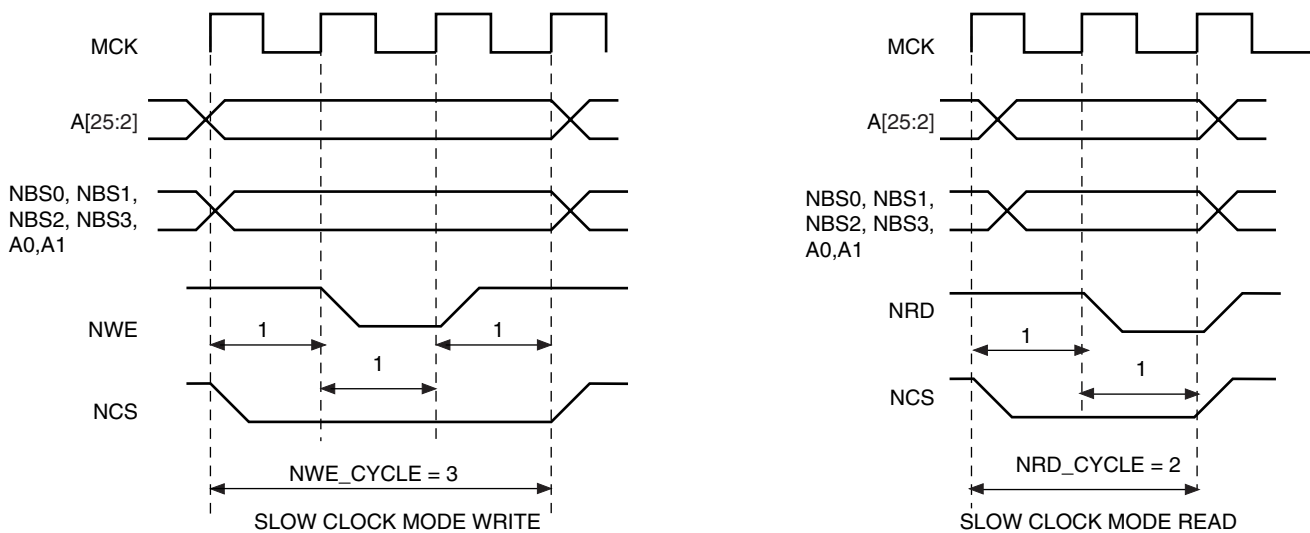 MCK
A[25:2]
NBS0, NBS1,
NBS2, NBS3,
A0,A1
NWE
1
1
1
NCS
NWE_CYCLE = 3
SLOW CLOCK MODE WRITE
MCK
A[25:2]
NBS0, NBS1,
NBS2, NBS3,
A0,A1
NRD
1
1
NCS
NRD_CYCLE = 2
SLOW CLOCK MODE READ